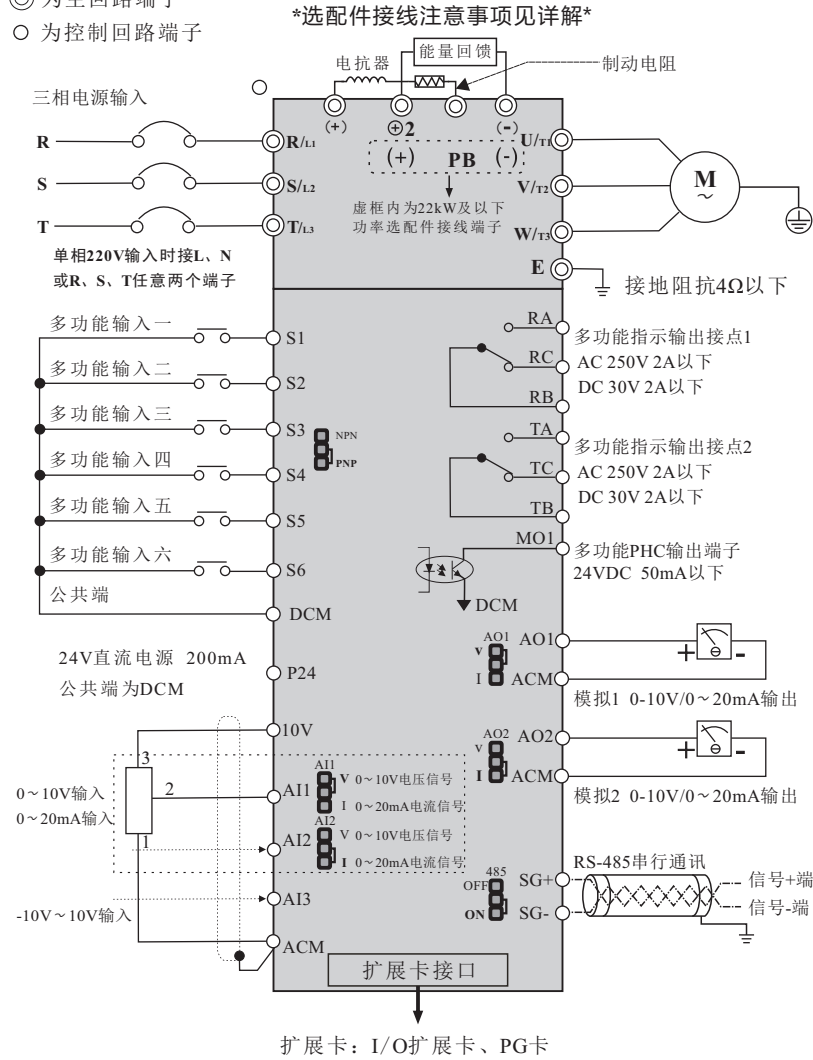 为主回路端子
*选配件接线注意事项见详解*
为控制回路端子
能量回馈
电抗器
制动电阻
三相电源输入
(+)
⊕2
(-)
R
R/L1
U/T1
(+) PB (-)
M
~
S
S/L2
V/T2
虚框内为22kW及以下
功率选配件接线端子
T
T/L3
W/T3
单相220V输入时接L、N
或R、S、T任意两个端子
E
接地阻抗4Ω以下
多功能输入一
S1
多功能输入二
S2
多功能输入三
S3
多功能输入四
S4
多功能输入五
S5
多功能输入六
S6
公共端
DCM
NPN
PNP
RA
多功能指示输出接点1
RC
AC 250V 2A以下
DC 30V 2A以下
RB
TA
多功能指示输出接点2
TC
AC 250V 2A以下
DC 30V 2A以下
TB
MO1
多功能PHC输出端子
24VDC 50mA以下
DCM
24V直流电源 200mA
P24
公共端为DCM
AO1
V
I
AO1
ACM
+
-
模拟1 0-10V/0~20mA输出
10V
AO2
V
I
AO2
ACM
+
-
模拟2 0-10V/0~20mA输出
3
2
1
0~10V输入
0~20mA输入
AI1
AI1
V 0~10V电压信号
I 0~20mA电流信号
AI2
AI2
V 0~10V电压信号
I 0~20mA电流信号
-10V~10V输入
AI3
ACM
485
OFF
ON
SG+
SG-
RS-485串行通讯
信号+端
信号-端
扩展卡接口
扩展卡：I/O扩展卡、PG卡